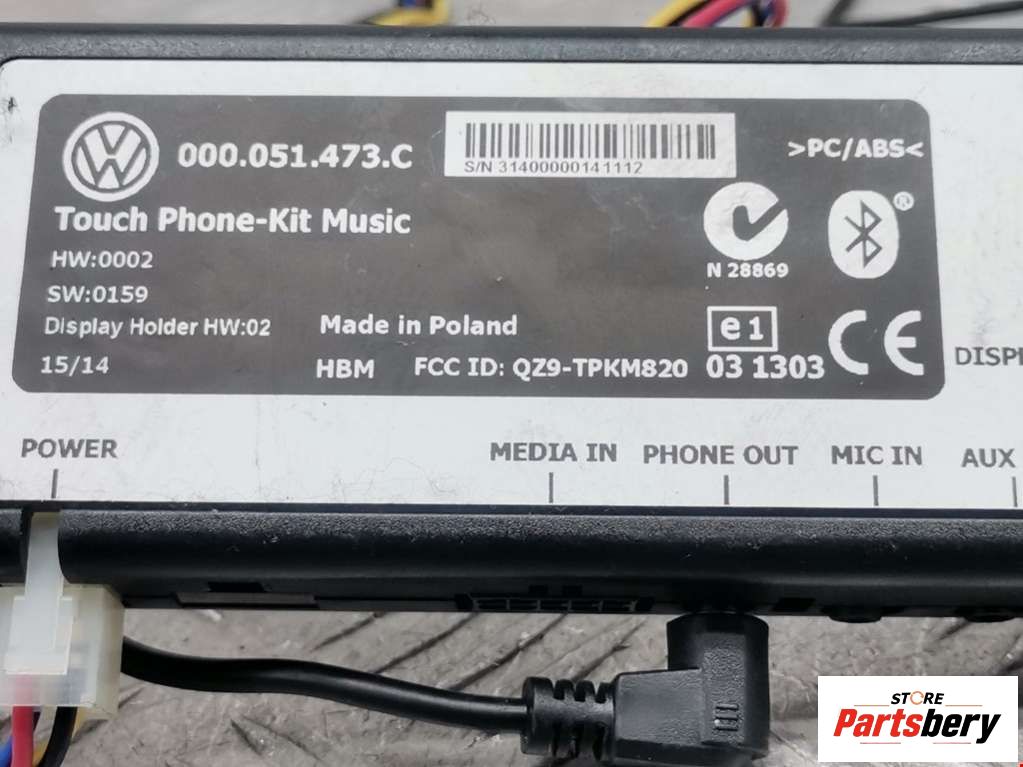 000.051.473.C
S/N 31400000141112
>PC/ABS<
Touch Phone-Kit Music
HW:0002
SW:0159
Display Holder HW:02
15/14
Made in Poland
HBM
FCC ID: QZ9-TPKM820
N 28869
®
e1
03 1303
CE
DISPL
POWER
MEDIA IN
PHONE OUT
MIC IN
AUX
STORE
Partsbery